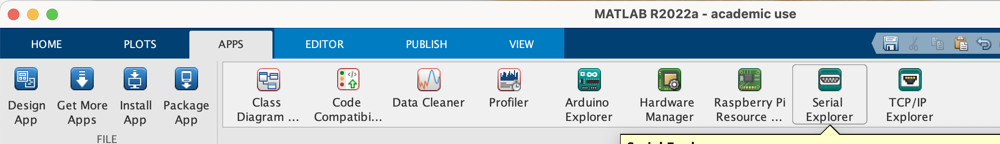 MATLAB R2022a - academic use
HOME PLOTS APPS EDITOR PUBLISH VIEW
Design App
Get More Apps
Install App
Package App
FILE
Class Diagram ...
Code Compatibi...
Data Cleaner
Profiler
Arduino Explorer
Hardware Manager
Raspberry Pi Resource ...
Serial Explorer
TCP/IP Explorer